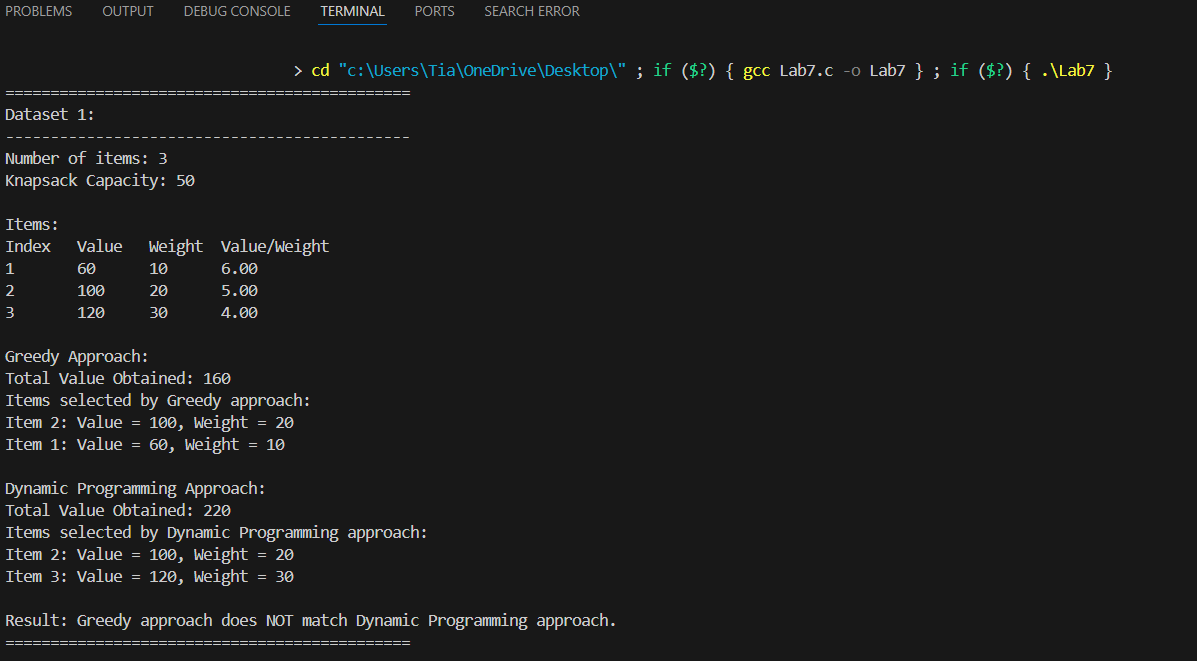 PROBLEMS OUTPUT DEBUG CONSOLE TERMINAL PORTS SEARCH ERROR
> cd "c:\Users\Tia\OneDrive\Desktop\" ; if ($?) { gcc Lab7.c -o Lab7 } ; if ($?) { .\Lab7 }
=============================================
Dataset 1:
---------------------------------------------
Number of items: 3
Knapsack Capacity: 50
Items:
Index Value Weight Value/Weight
1 60 10 6.00
2 100 20 5.00
3 120 30 4.00
Greedy Approach:
Total Value Obtained: 160
Items selected by Greedy approach:
Item 2: Value = 100, Weight = 20
Item 1: Value = 60, Weight = 10
Dynamic Programming Approach:
Total Value Obtained: 220
Items selected by Dynamic Programming approach:
Item 2: Value = 100, Weight = 20
Item 3: Value = 120, Weight = 30
Result: Greedy approach does NOT match Dynamic Programming approach.
=============================================